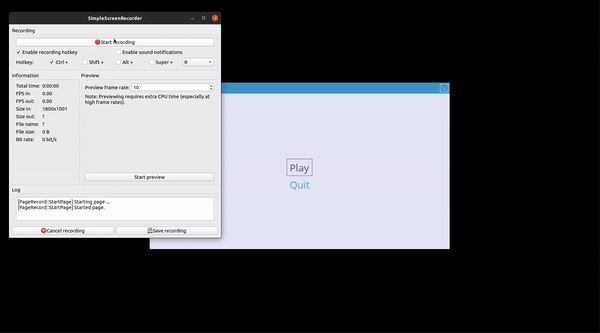 SimpleScreenRecorder
Recording
Start recording
Enable recording hotkey Enable sound notifications
Hotkey: Ctrl + Shift + Alt + Super + R
Information
Total time: 0:00:00
FPS in: 0.00
FPS out: 0.00
Size in: 1800x1001
Size out: ?
File name: ?
File size: 0 B
Bit rate: 0 bit/s
Preview
Preview frame rate: 10
Note: Previewing requires extra CPU time (especially at
high frame rates).
Start preview
Log
[PageRecord::StartPage] Starting page ...
[PageRecord::StartPage] Started page.
Cancel recording Save recording
Play
Quit